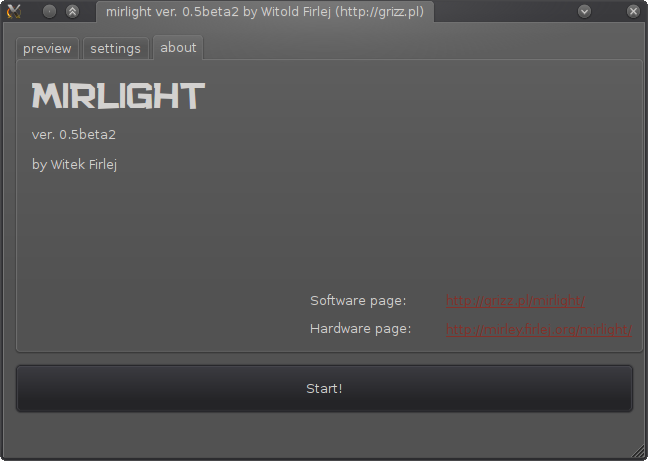 mirlight ver. 0.5beta2 by Witold Firlej (http://grizz.pl)
preview settings about
MIRLIGHT
ver. 0.5beta2
by Witek Firlej
Software page: http://grizz.pl/mirlight/
Hardware page: http://mirley.firlej.org/mirlight/
Start!